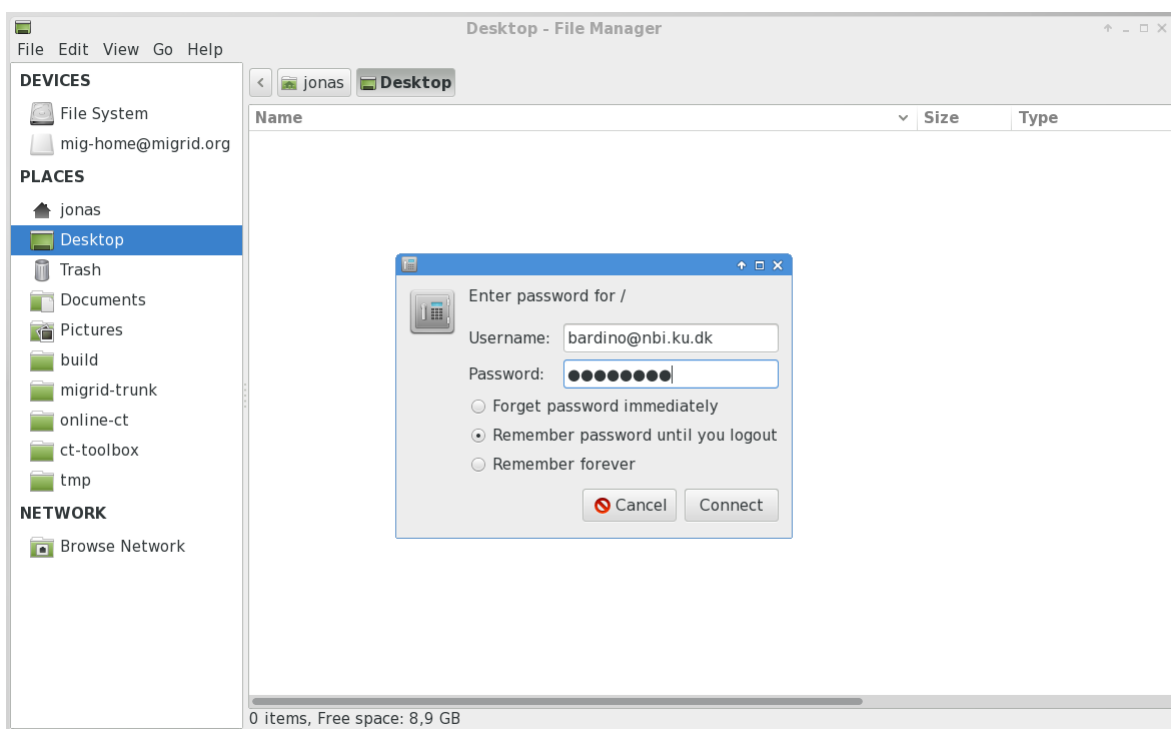 Desktop - File Manager
File Edit View Go Help
DEVICES
File System
mig-home@migrid.org
PLACES
jonas
Desktop
Trash
Documents
Pictures
build
migrid-trunk
online-ct
ct-toolbox
tmp
NETWORK
Browse Network
jonas Desktop
Name Size Type
Enter password for /
Username: bardino@nbi.ku.dk
Password: ●●●●●●●●
Forget password immediately
Remember password until you logout
Remember forever
Cancel Connect
0 items, Free space: 8,9 GB